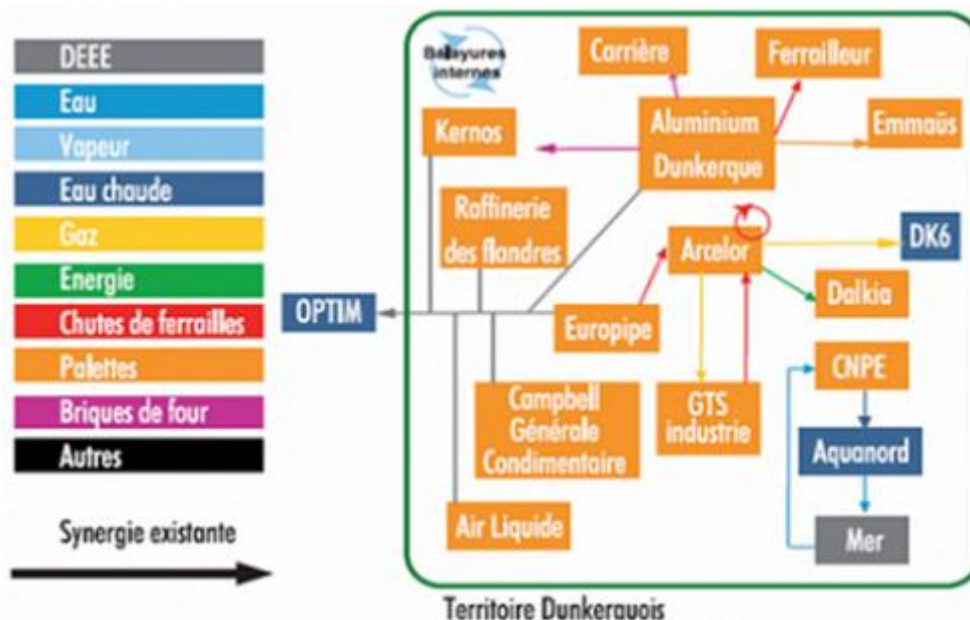 DEEE
Eau
Vapeur
Eau chaude
Gaz
Energie
Chutes de ferrailles
Palettes
Briques de four
Autres
Synergie existante
Balayures
internes
Carrière
Ferrailleur
Kernos
Aluminium
Dunkerque
Emmaüs
Raffinerie
des flandres
Arcelor
DK6
OPTIM
Europipe
Dalkia
Campbell
Générale
Condimentaire
GTS
industrie
CNPE
Aquanord
Air Liquide
Mer
Territoire Dunkerquois